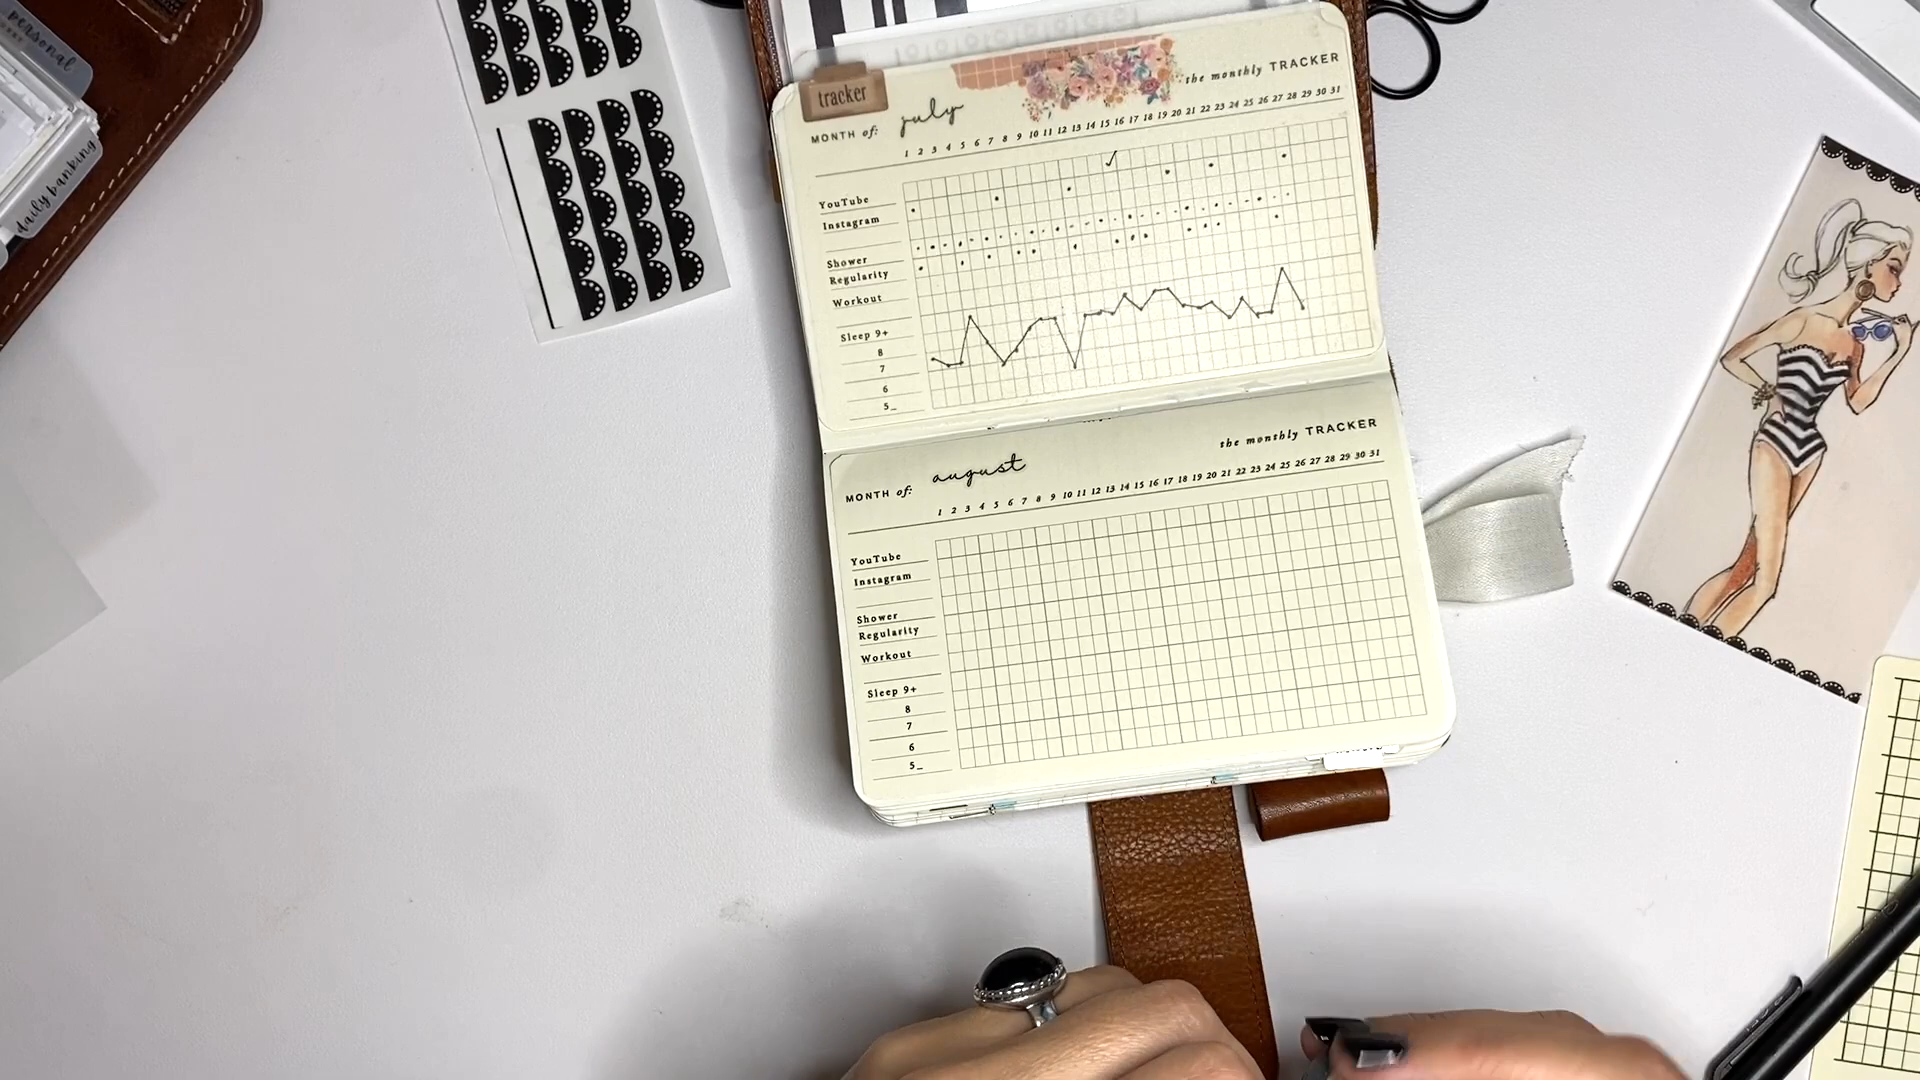 personal
daily banking
tracker
the monthly TRACKER
MONTH of: july
1 2 3 4 5 6 7 8 9 10 11 12 13 14 15 16 17 18 19 20 21 22 23 24 25 26 27 28 29 30 31
YouTube
Instagram
Shower
Regularity
Workout
Sleep 9+
8
7
6
5_
the monthly TRACKER
MONTH of: august
1 2 3 4 5 6 7 8 9 10 11 12 13 14 15 16 17 18 19 20 21 22 23 24 25 26 27 28 29 30 31
YouTube
Instagram
Shower
Regularity
Workout
Sleep 9+
8
7
6
5_